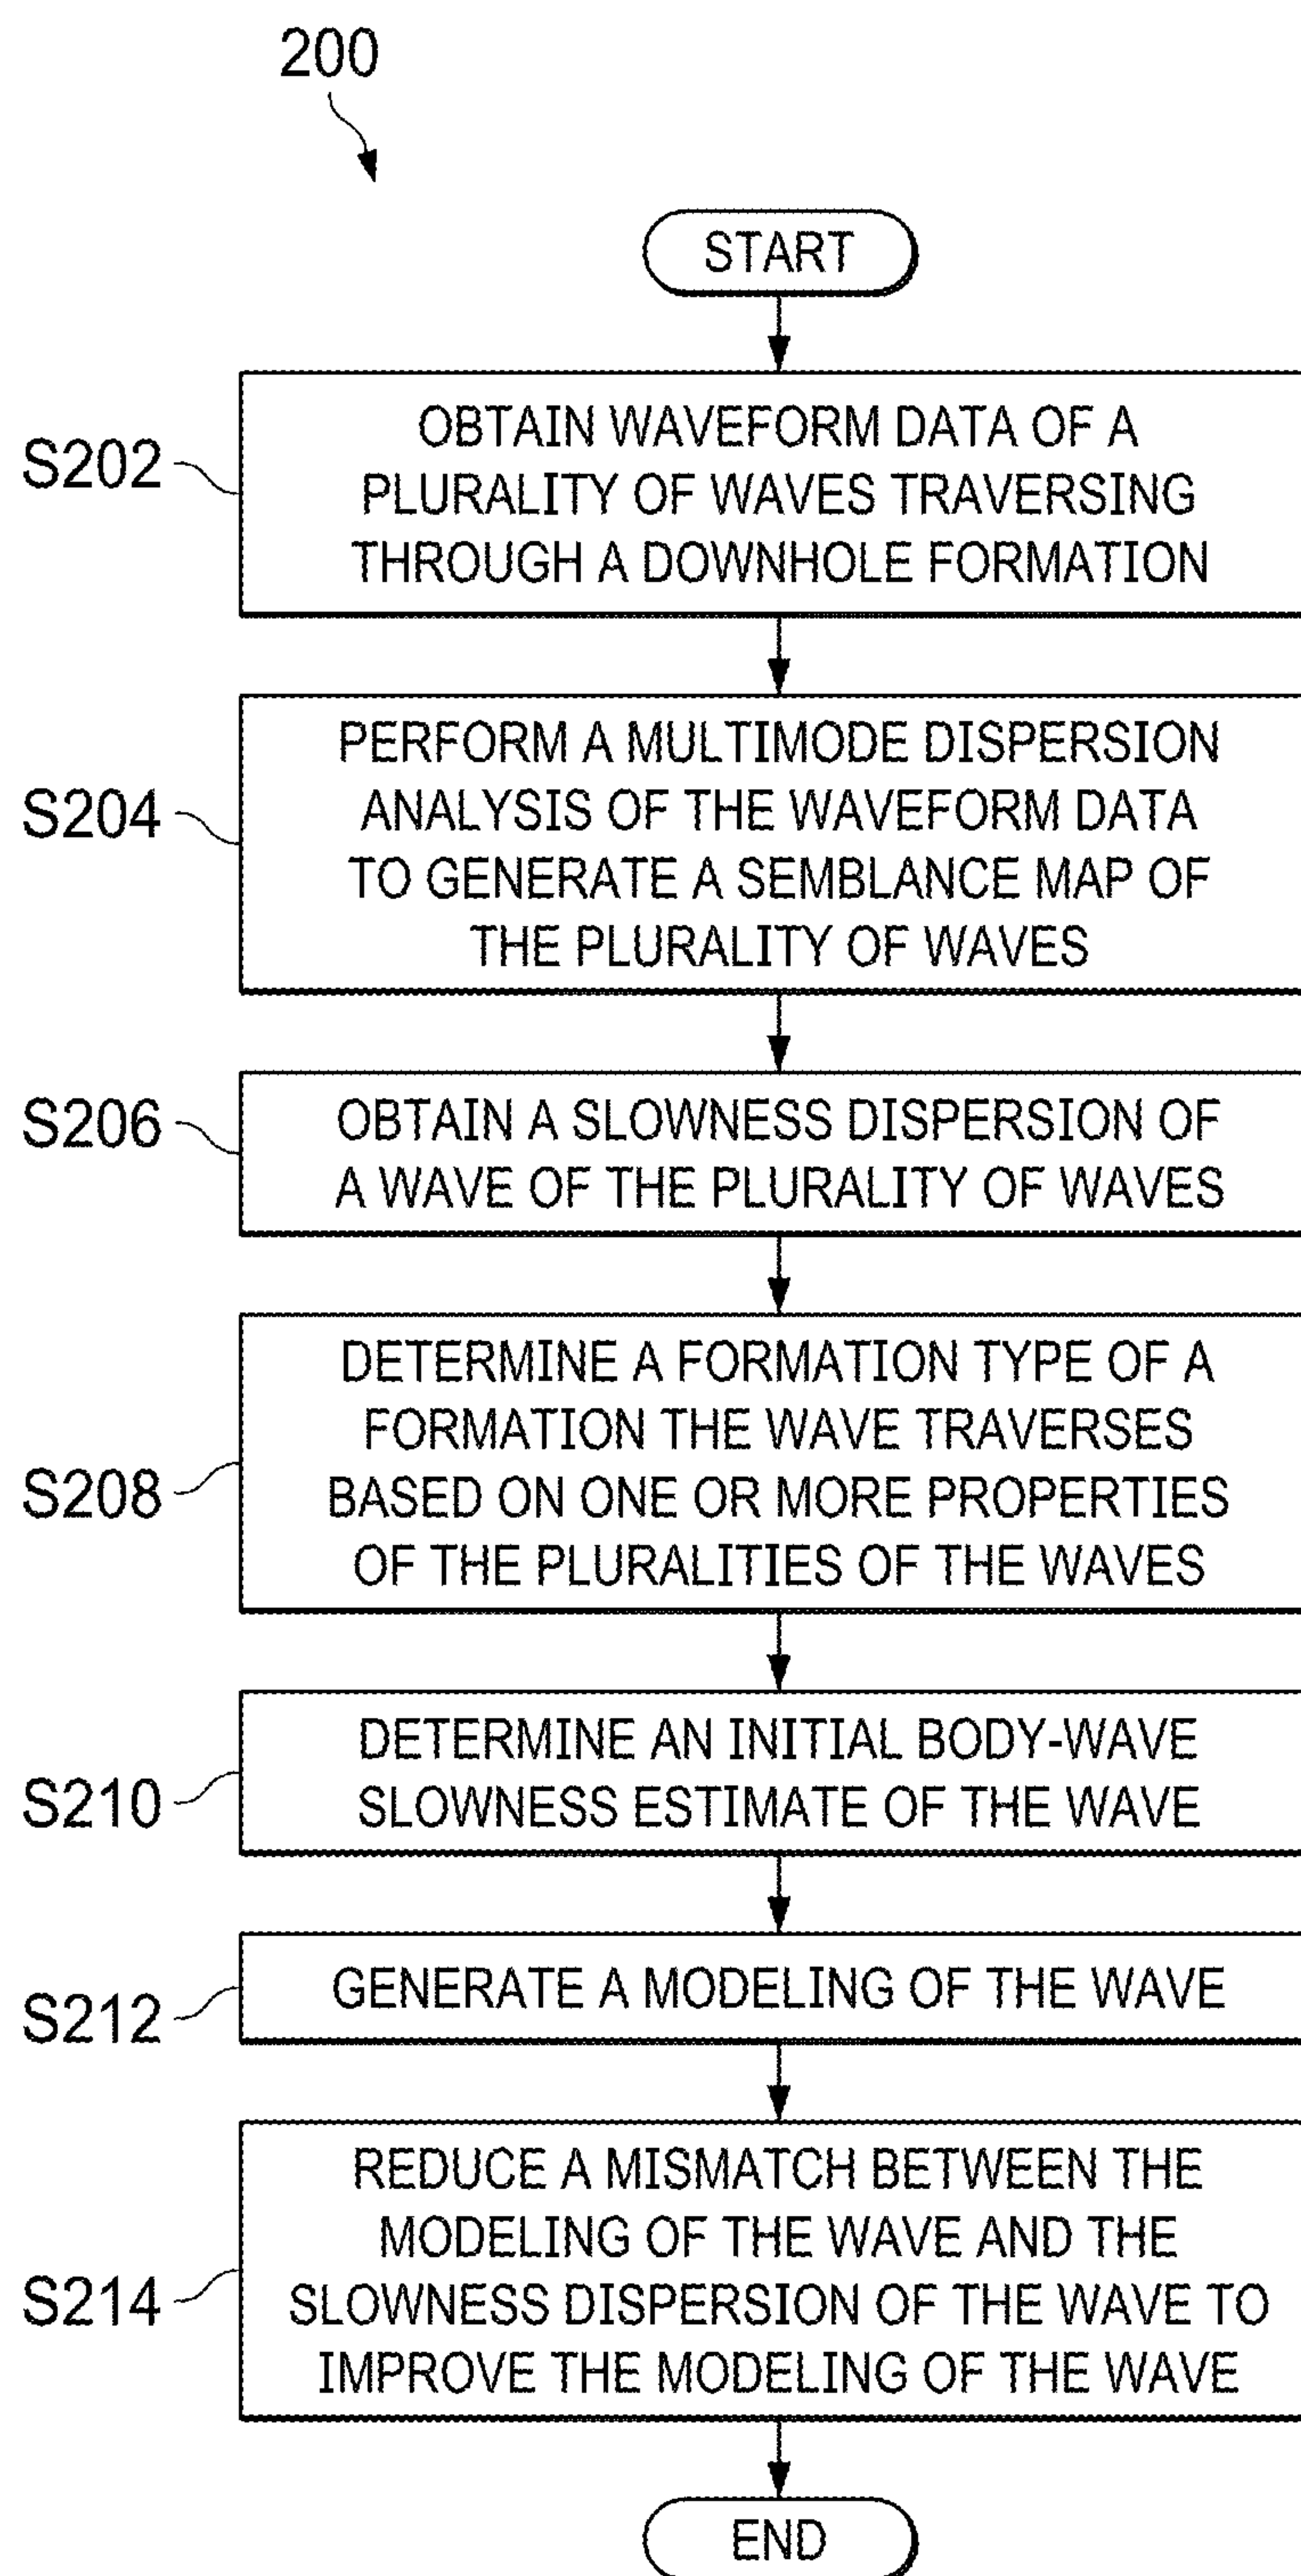 200
START
S202
OBTAIN WAVEFORM DATA OF A
PLURALITY OF WAVES TRAVERSING
THROUGH A DOWNHOLE FORMATION
S204
PERFORM A MULTIMODE DISPERSION
ANALYSIS OF THE WAVEFORM DATA
TO GENERATE A SEMBLANCE MAP OF
THE PLURALITY OF WAVES
S206
OBTAIN A SLOWNESS DISPERSION OF
A WAVE OF THE PLURALITY OF WAVES
S208
DETERMINE A FORMATION TYPE OF A
FORMATION THE WAVE TRAVERSES
BASED ON ONE OR MORE PROPERTIES
OF THE PLURALITIES OF THE WAVES
S210
DETERMINE AN INITIAL BODY-WAVE
SLOWNESS ESTIMATE OF THE WAVE
S212
GENERATE A MODELING OF THE WAVE
S214
REDUCE A MISMATCH BETWEEN THE
MODELING OF THE WAVE AND THE
SLOWNESS DISPERSION OF THE WAVE TO
IMPROVE THE MODELING OF THE WAVE
END